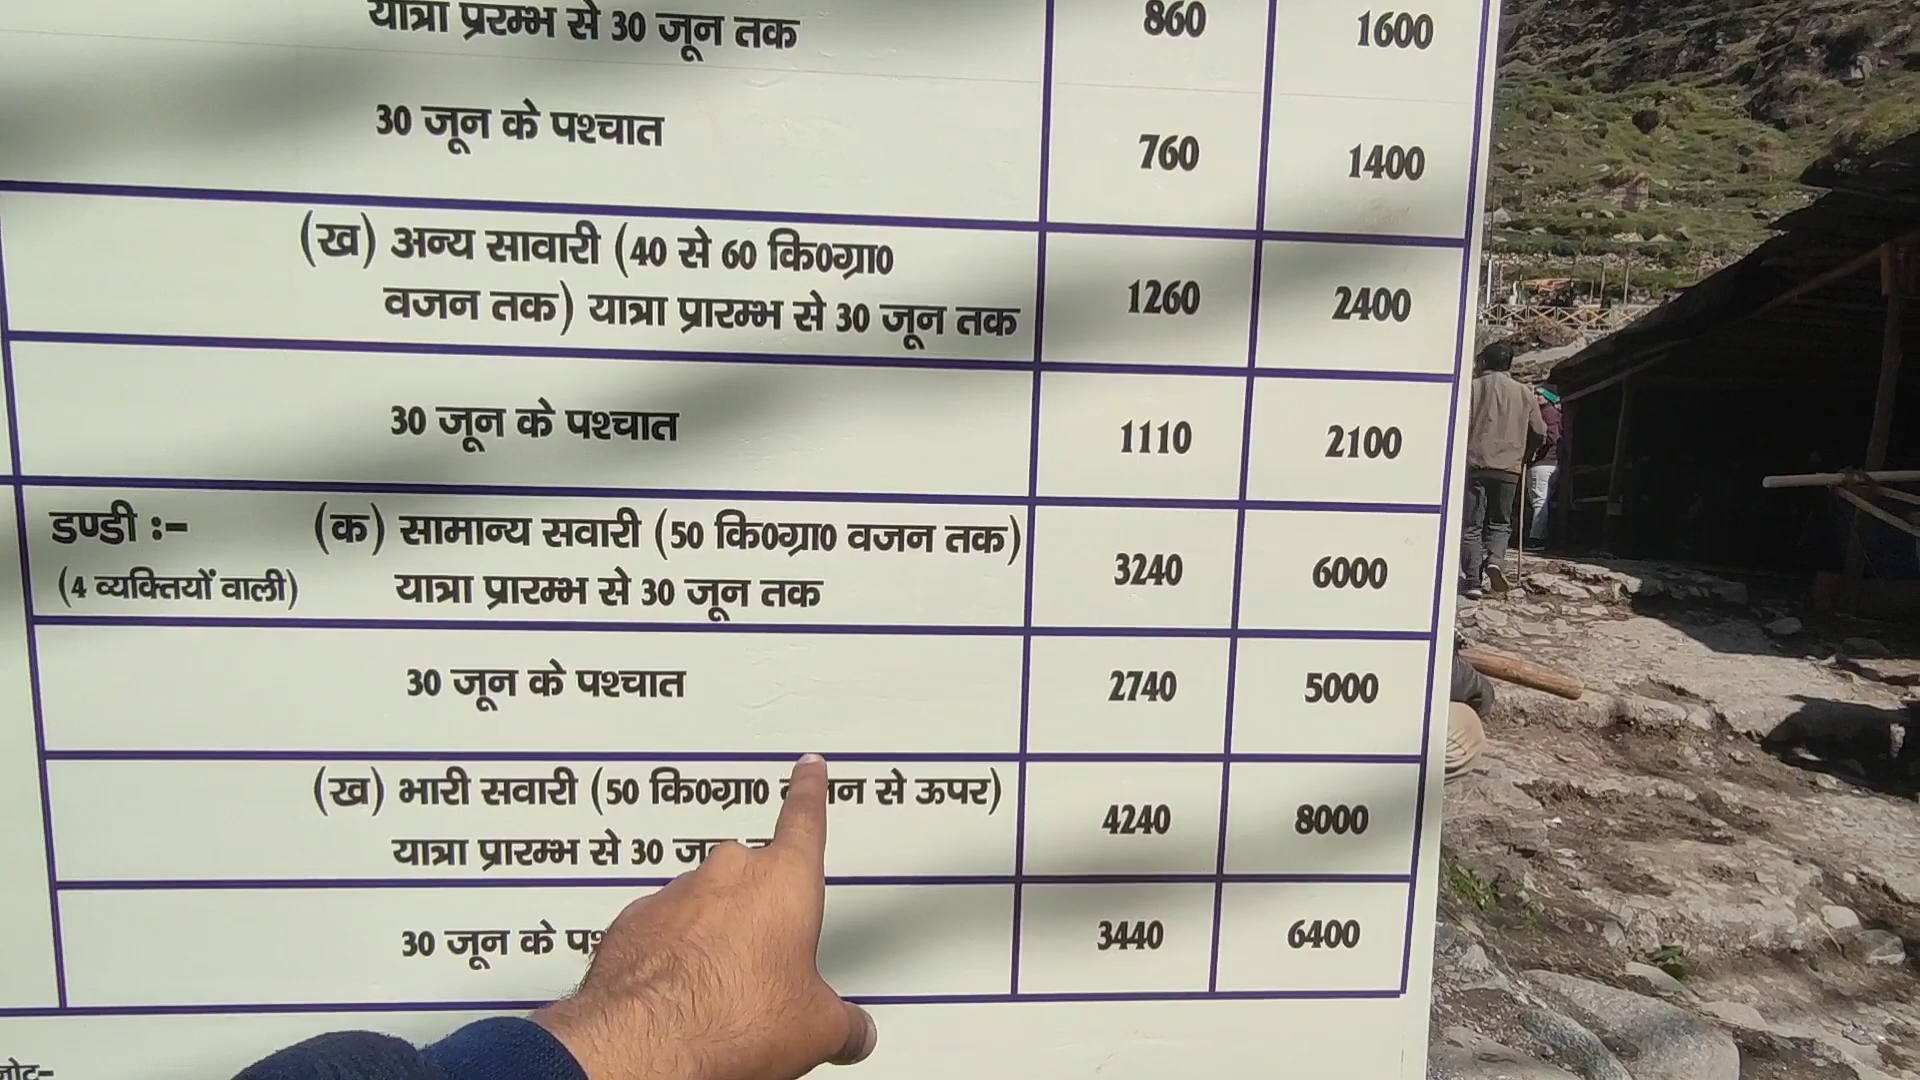 यात्रा प्ररम्भ से 30 जून तक 860 1600
30 जून के पश्चात 760 1400
(ख) अन्य सावारी (40 से 60 कि0ग्रा0
वजन तक) यात्रा प्रारम्भ से 30 जून तक 1260 2400
30 जून के पश्चात 1110 2100
डण्डी :- (क) सामान्य सवारी (50 कि0ग्रा0 वजन तक)
(4 व्यक्तियों वाली) यात्रा प्रारम्भ से 30 जून तक 3240 6000
30 जून के पश्चात 2740 5000
(ख) भारी सवारी (50 कि0ग्रा0 से ऊपर)
यात्रा प्रारम्भ से 30 4240 8000
30 जून के 3440 6400
नोट-